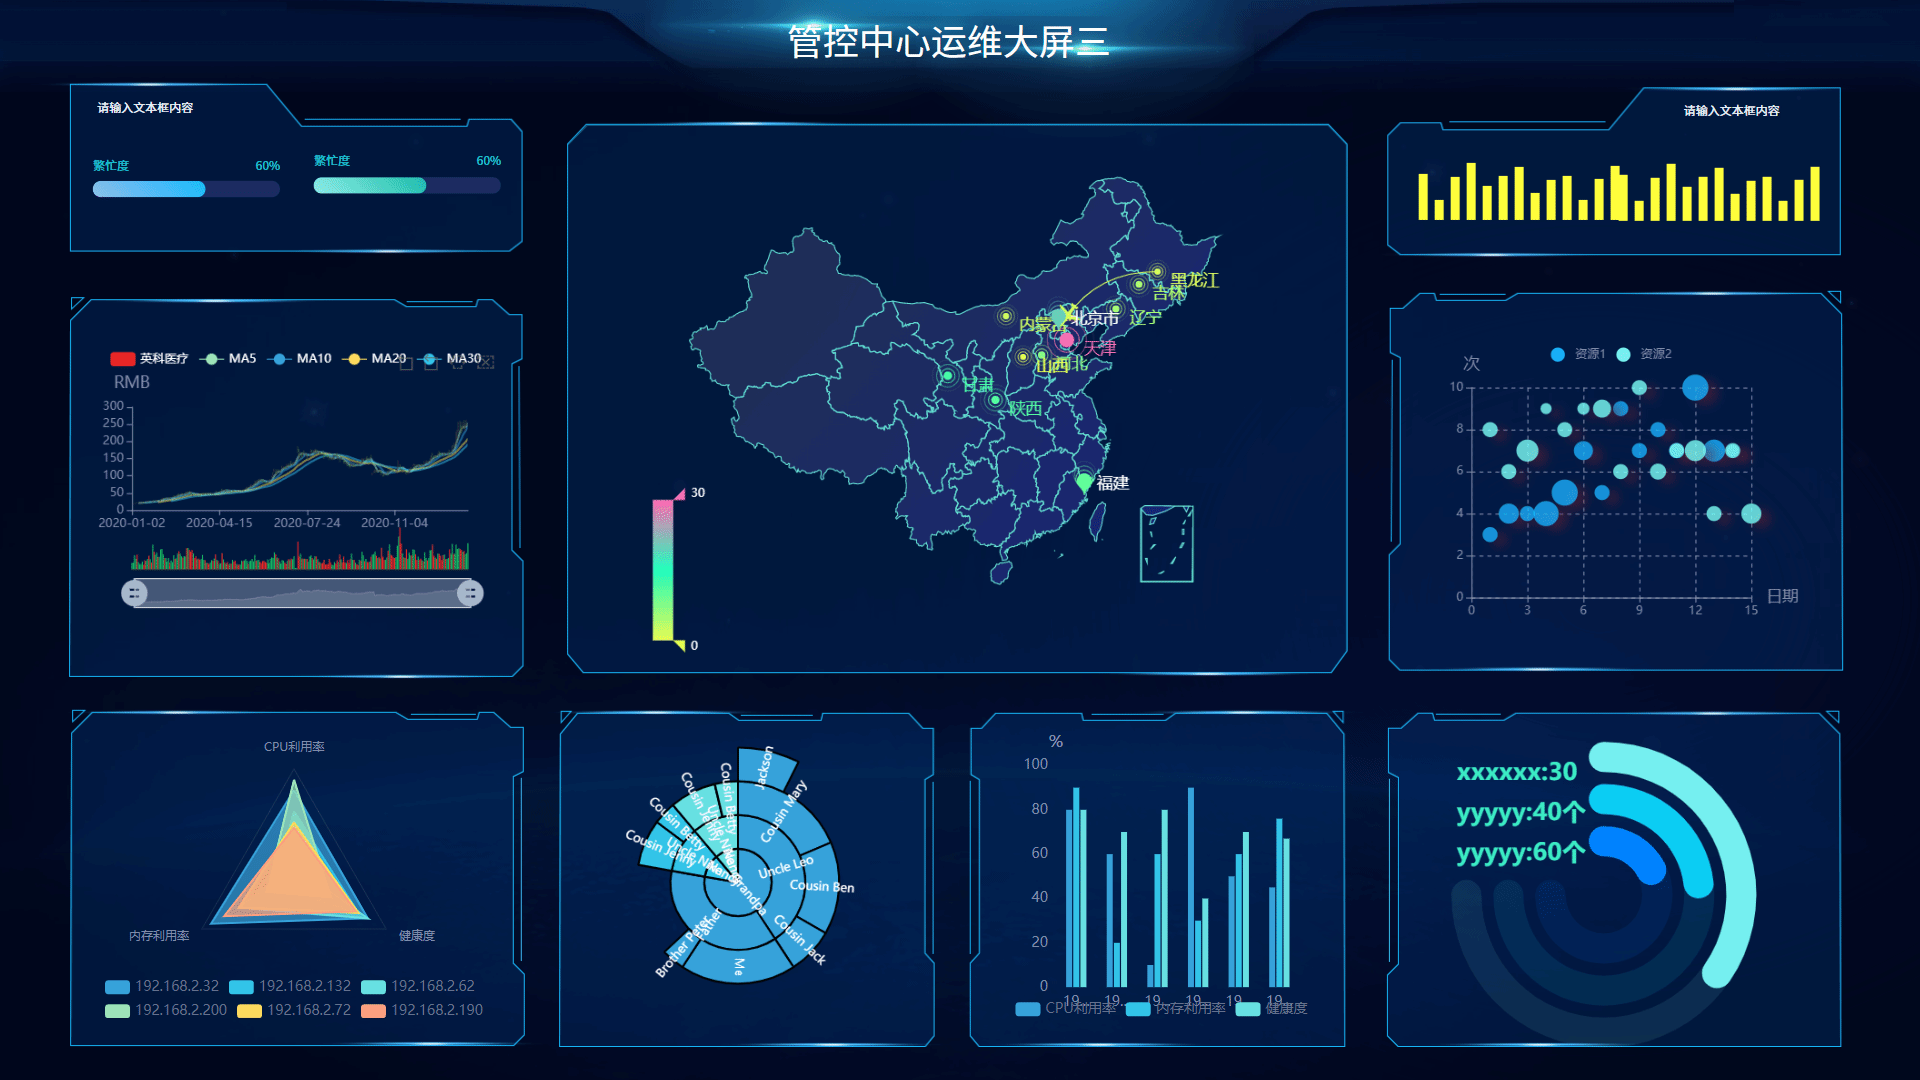 管控中心运维大屏三
请输入文本框内容
繁忙度 60%
繁忙度 60%
请输入文本框内容
英科医疗 MA5 MA10 MA20 MA30
RMB
300
250
200
150
100
50
0
2020-01-02 2020-04-15 2020-07-24 2020-11-04
黑龙江
吉林
辽宁
北京市
内蒙古
天津
山西
甘肃
陕西
福建
30
0
资源1 资源2
次
10
8
6
4
2
0
0 3 6 9 12 15
日期
CPU利用率
内存利用率
健康度
192.168.2.32 192.168.2.132 192.168.2.62
192.168.2.200 192.168.2.72 192.168.2.190
Jackson
Cousin Mary
Uncle Leo
Cousin Ben
Cousin Jack
Grandpa
Father
Me
Brother Peter
Nancy
Cousin Jenny
Cousin Betty
Cousin Betty
%
100
80
60
40
20
0
19... 19... 19... 19... 19... 19...
CPU利用率 内存利用率 健康度
xxxxxx:30
yyyyy:40个
yyyyy:60个